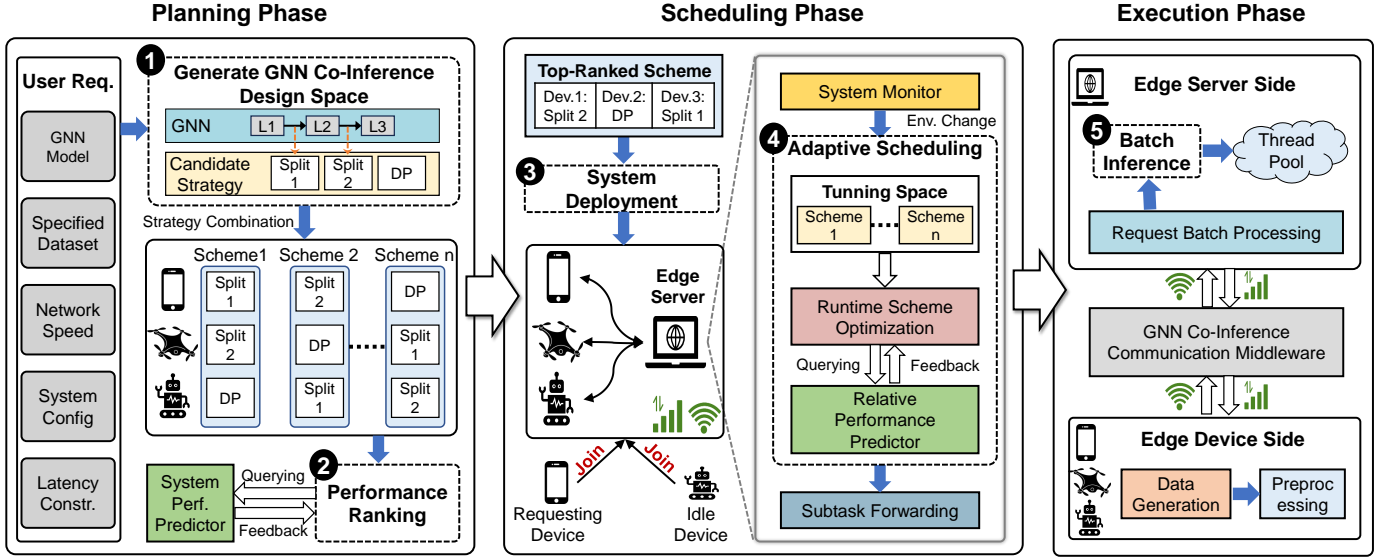 Planning Phase
Scheduling Phase
Execution Phase
User Req.
GNN
Model
Specified
Dataset
Network
Speed
System
Config
Latency
Constr.
1
Generate GNN Co-Inference
Design Space
GNN
L1
L2
L3
Candidate
Strategy
Split
1
Split
2
DP
Strategy Combination
Scheme1
Scheme 2
Scheme n
Split
1
Split
2
DP
Split
2
DP
Split
1
DP
Split
1
Split
2
System
Perf.
Predictor
Querying
Feedback
2
Performance
Ranking
Top-Ranked Scheme
Dev.1:
Split 2
Dev.2:
DP
Dev.3:
Split 1
3
System
Deployment
Edge
Server
Join
Join
Requesting
Device
Idle
Device
System Monitor
Env. Change
4
Adaptive Scheduling
Tunning Space
Scheme
1
Scheme
n
Runtime Scheme
Optimization
Querying
Feedback
Relative
Performance
Predictor
Subtask Forwarding
Edge Server Side
5
Batch
Inference
Thread
Pool
Request Batch Processing
GNN Co-Inference
Communication Middleware
Edge Device Side
Data
Generation
Preproc
essing